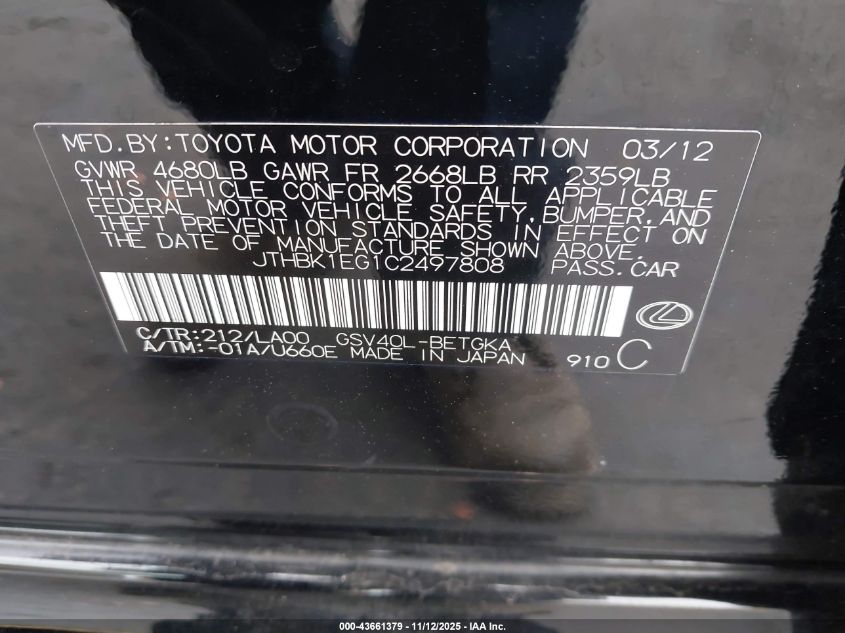 MFD.BY:TOYOTA MOTOR CORPORATION 03/12
GVWR 4680LB GAWR FR 2668LB RR 2359LB
THIS VEHICLE CONFORMS TO ALL APPLICABLE
FEDERAL MOTOR VEHICLE SAFETY,BUMPER,AND
THEFT PREVENTION STANDARDS IN EFFECT ON
THE DATE OF MANUFACTURE SHOWN ABOVE.
JTHBK1EG1C2497808 PASS.CAR
C/TR:212/LA00 GSV40L-BETGKA
A/TM:-01A/U660E MADE IN JAPAN 910 C
000-43661379 - 11/12/2025 - IAA Inc.